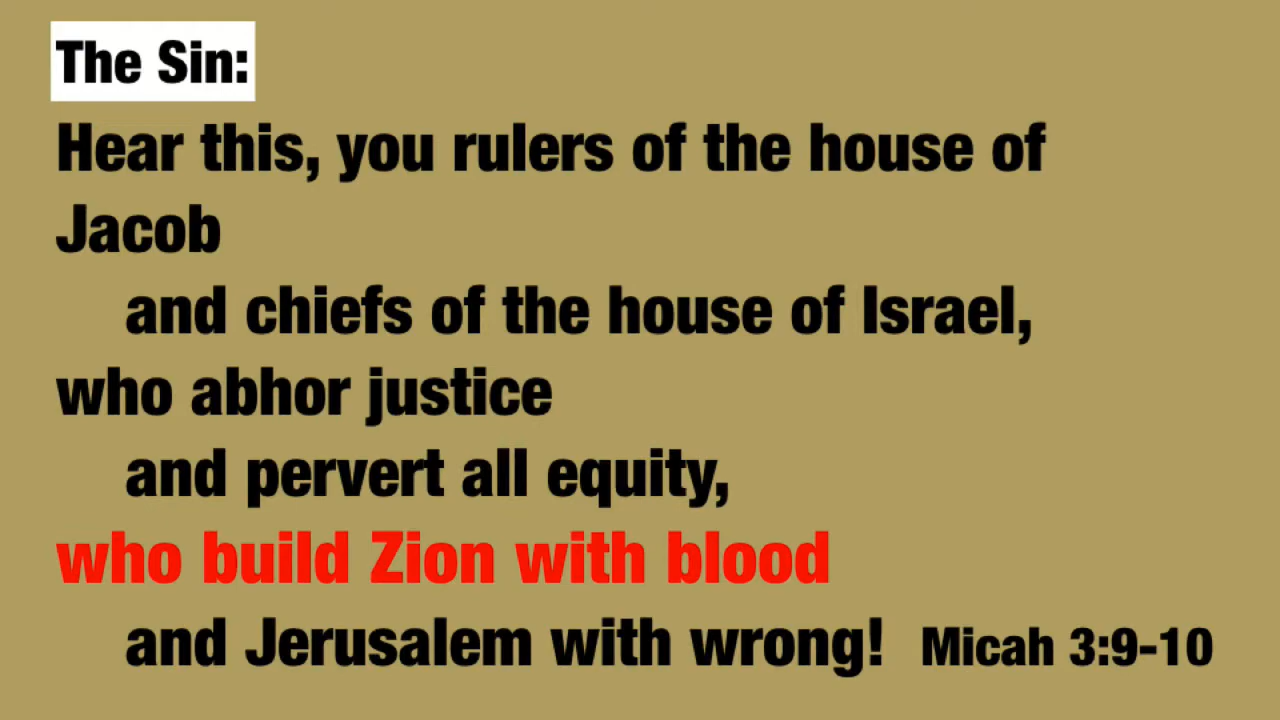 The Sin:
Hear this, you rulers of the house of
Jacob
and chiefs of the house of Israel,
who abhor justice
and pervert all equity,
who build Zion with blood
and Jerusalem with wrong! Micah 3:9-10